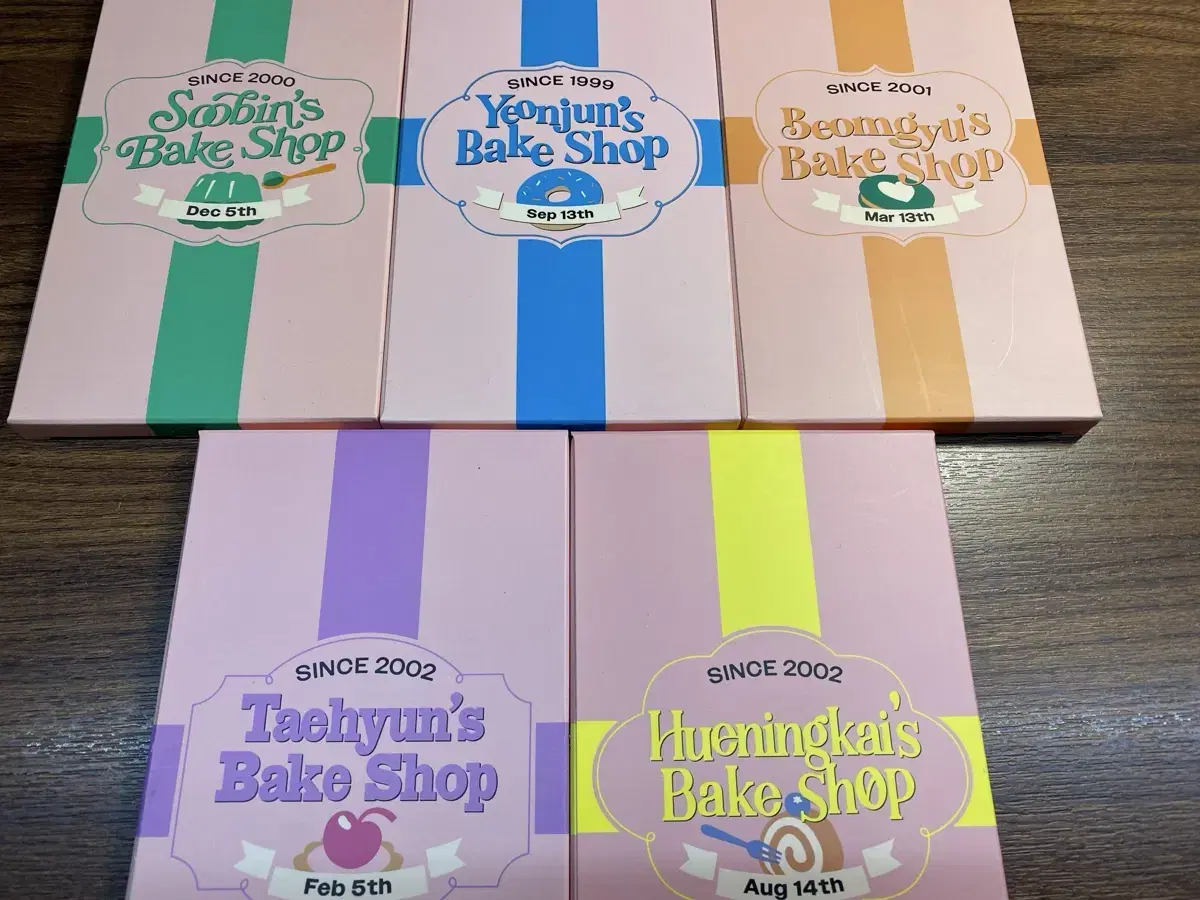 SINCE 2000
Soobin's
Bake Shop
Dec 5th
SINCE 1999
Yeonjun's
Bake Shop
Sep 13th
SINCE 2001
Beomgyu's
Bake Shop
Mar 13th
SINCE 2002
Taehyun's
Bake Shop
Feb 5th
SINCE 2002
Hueningkai's
Bake Shop
Aug 14th